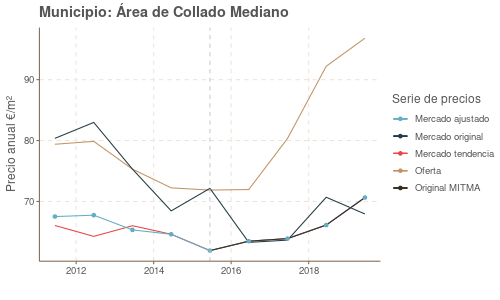 Municipio: Área de Collado Mediano
Precio anual €/m²
90
80
70
2012
2014
2016
2018
Serie de precios
Mercado ajustado
Mercado original
Mercado tendencia
Oferta
Original MITMA